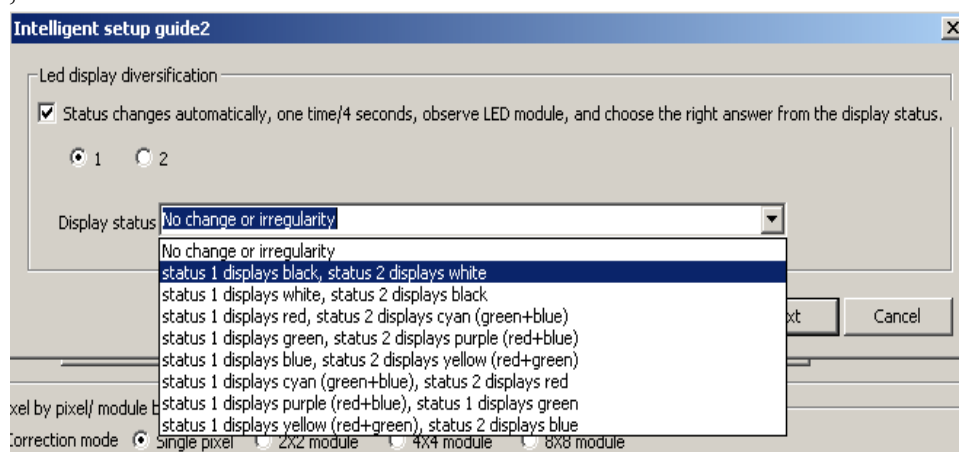 Intelligent setup guide2
Led display diversification
Status changes automatically, one time/4 seconds, observe LED module, and choose the right answer from the display status.
1 2
Display status No change or irregularity
No change or irregularity
status 1 displays black, status 2 displays white
status 1 displays white, status 2 displays black
status 1 displays red, status 2 displays cyan (green+blue)
status 1 displays green, status 2 displays purple (red+blue)
status 1 displays blue, status 2 displays yellow (red+green)
status 1 displays cyan (green+blue), status 2 displays red
status 1 displays purple (red+blue), status 1 displays green
status 1 displays yellow (red+green), status 2 displays blue
xt Cancel
xel by pixel/ module b
Correction mode Single pixel 2X2 module 4X4 module 8X8 module